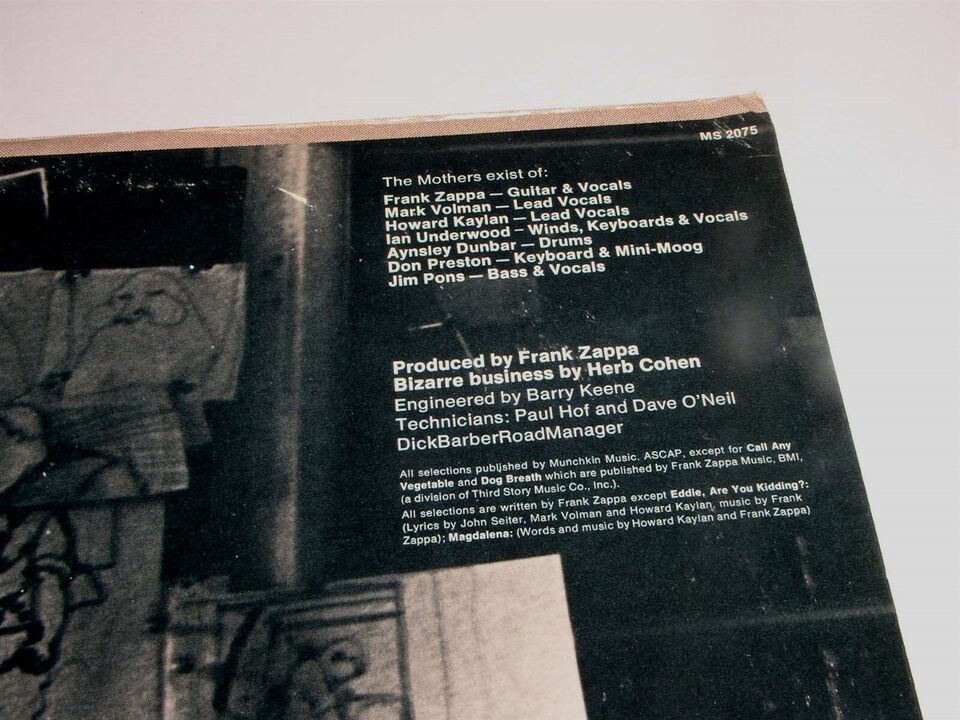 MS 2075
The Mothers exist of:
Frank Zappa — Guitar & Vocals
Mark Volman — Lead Vocals
Howard Kaylan — Lead Vocals
Ian Underwood — Winds, Keyboards & Vocals
Aynsley Dunbar — Drums
Don Preston — Keyboard & Mini-Moog
Jim Pons — Bass & Vocals
Produced by Frank Zappa
Bizarre business by Herb Cohen
Engineered by Barry Keehe
Technicians: Paul Hof and Dave O'Neil
DickBarberRoadManager
All selections published by Munchkin Music. ASCAP, except for Call Any
Vegetable and Dog Breath which are published by Frank Zappa Music, BMI,
(a division of Third Story Music Co., Inc.).
All selections are written by Frank Zappa except Eddie, Are You Kidding?:
(Lyrics by John Seiter, Mark Volman and Howard Kaylan, music by Frank
Zappa); Magdalena: (Words and music by Howard Kaylan and Frank Zappa)